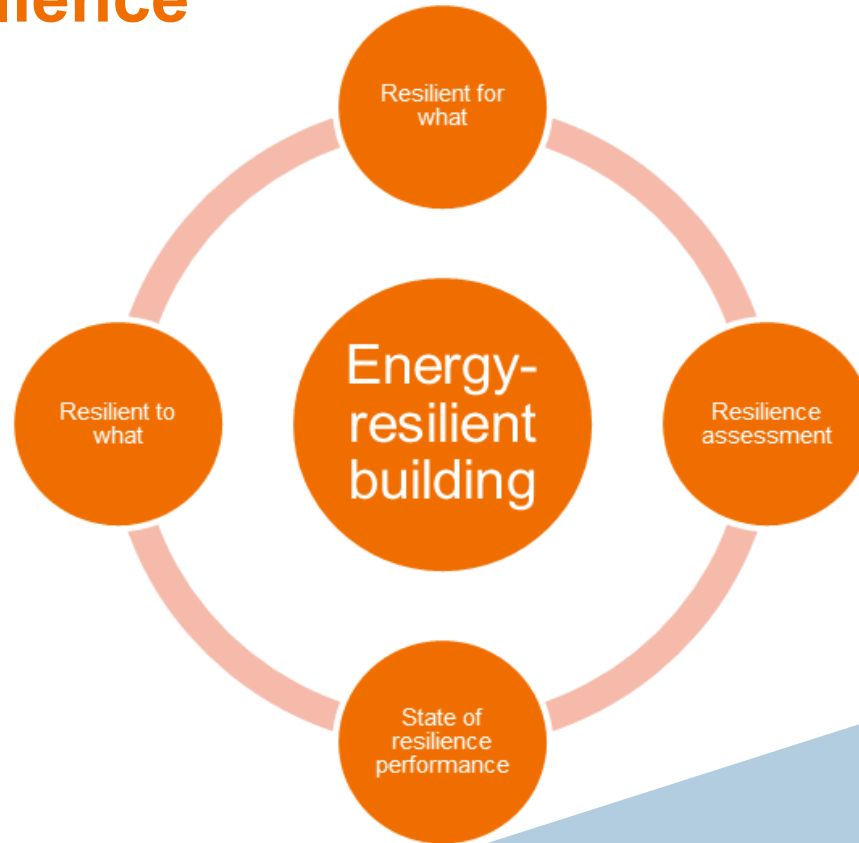 Resilient for
what
Resilient to
what
Energy-
resilient
building
Resilience
assessment
State of
resilience
performance